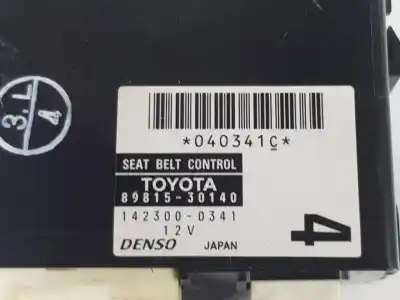 3.L
4
*040341C*
SEAT BELT CONTROL
TOYOTA
89815-30140
142300-0341
12V
DENSO JAPAN
4